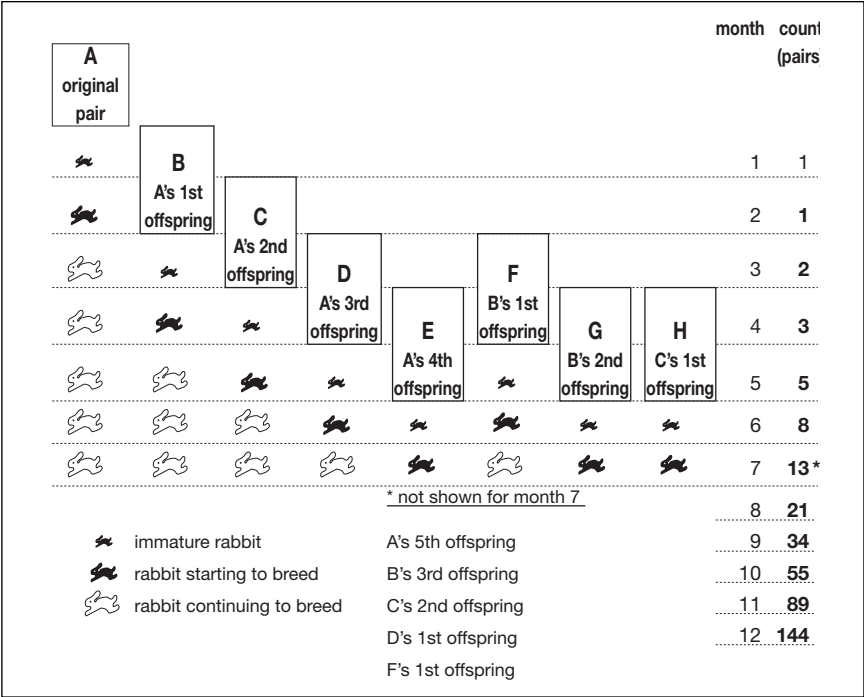 month count
(pairs
A
original
pair
B
A's 1st
offspring
1 1
C
A's 2nd
offspring
2 1
D
A's 3rd
offspring
F
B's 1st
offspring
3 2
E
A's 4th
offspring
G
B's 2nd
offspring
H
C's 1st
offspring
4 3
5 5
6 8
7 13 *
* not shown for month 7
8 21
immature rabbit
A's 5th offspring
9 34
rabbit starting to breed
B's 3rd offspring
10 55
rabbit continuing to breed
C's 2nd offspring
11 89
D's 1st offspring
12 144
F's 1st offspring